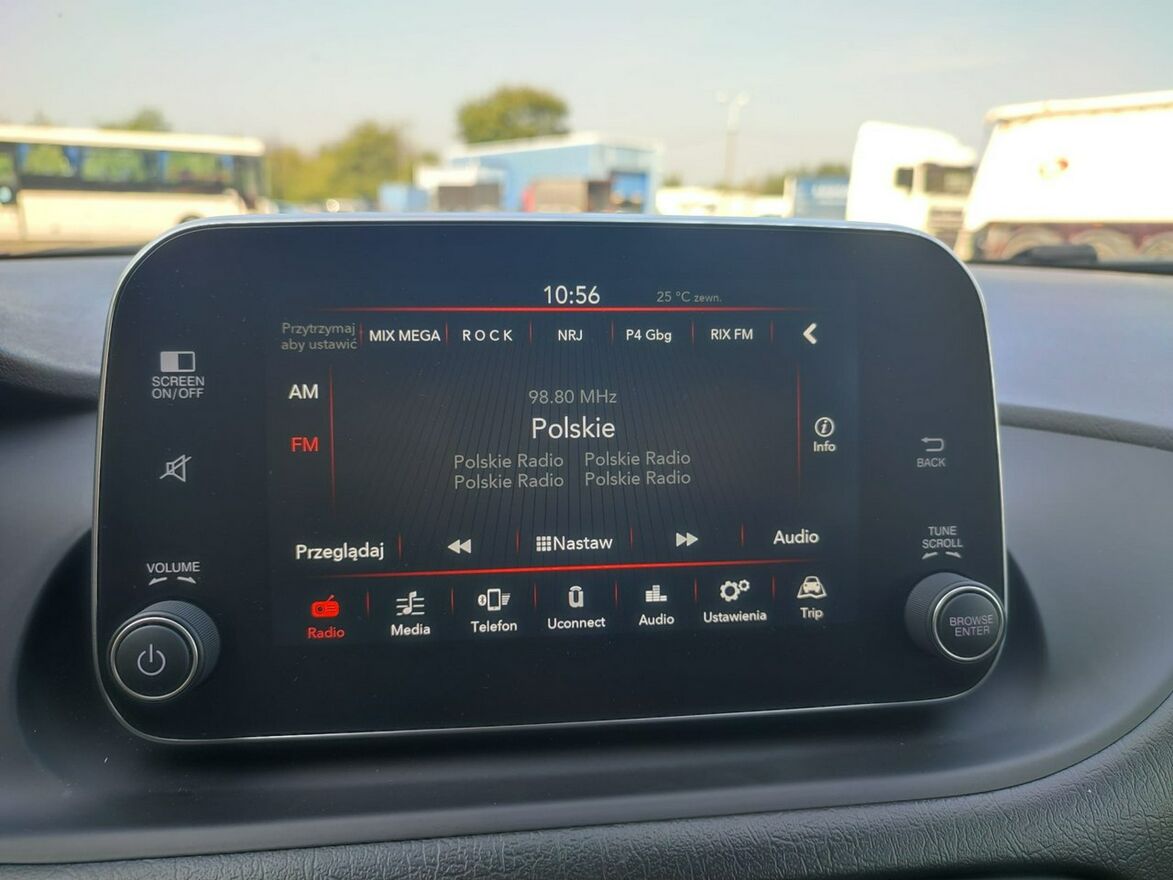 10:56 25 °C zewn.
Przytrzymaj
aby ustawić
MIX MEGA ROCK NRJ P4 Gbg RIX FM
SCREEN
ON/OFF
AM
98.80 MHz
Polskie
FM
Info
Polskie Radio Polskie Radio
Polskie Radio Polskie Radio
BACK
Przeglądaj Nastaw Audio
TUNE
SCROLL
VOLUME
Radio Media Telefon Uconnect Audio Ustawienia Trip
BROWSE
ENTER